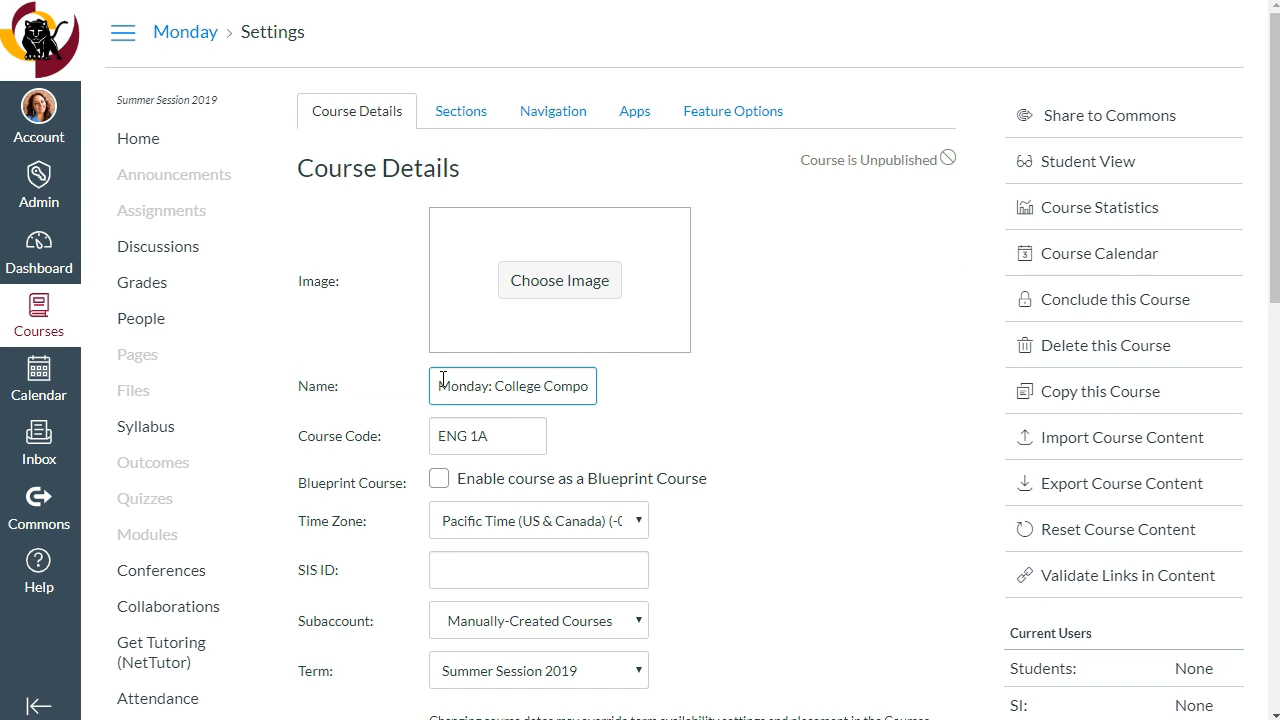 Monday › Settings
Account
Admin
Dashboard
Courses
Calendar
Inbox
Commons
Help
Summer Session 2019
Home
Announcements
Assignments
Discussions
Grades
People
Pages
Files
Syllabus
Outcomes
Quizzes
Modules
Conferences
Collaborations
Get Tutoring
(NetTutor)
Attendance
Course Details Sections Navigation Apps Feature Options
Course Details
Course is Unpublished
Image:
Choose Image
Name: Monday: College Compo
Course Code: ENG 1A
Blueprint Course: Enable course as a Blueprint Course
Time Zone: Pacific Time (US & Canada) (-0
SIS ID:
Subaccount: Manually-Created Courses
Term: Summer Session 2019
Changing course dates may override term availability settings and placement in the Courses
Share to Commons
Student View
Course Statistics
Course Calendar
Conclude this Course
Delete this Course
Copy this Course
Import Course Content
Export Course Content
Reset Course Content
Validate Links in Content
Current Users
Students: None
SI: None